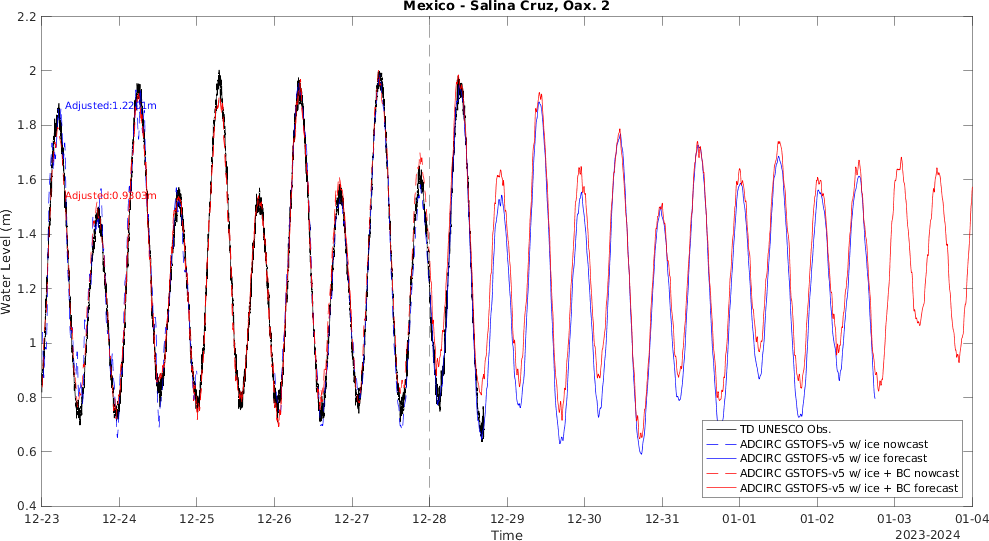 Mexico - Salina Cruz, Oax. 2
2.2
2
1.8
1.6
1.4
1.2
1
0.8
0.6
0.4
Water Level (m)
Adjusted:0.9303m
TD UNESCO Obs.
ADCIRC GSTOFS-v5 w/ ice nowcast
ADCIRC GSTOFS-v5 w/ ice forecast
ADCIRC GSTOFS-v5 w/ ice + BC nowcast
ADCIRC GSTOFS-v5 w/ ice + BC forecast
12-23 12-24 12-25 12-26 12-27 12-28 12-29 12-30 12-31 01-01 01-02 01-03 01-04
Time
2023-2024